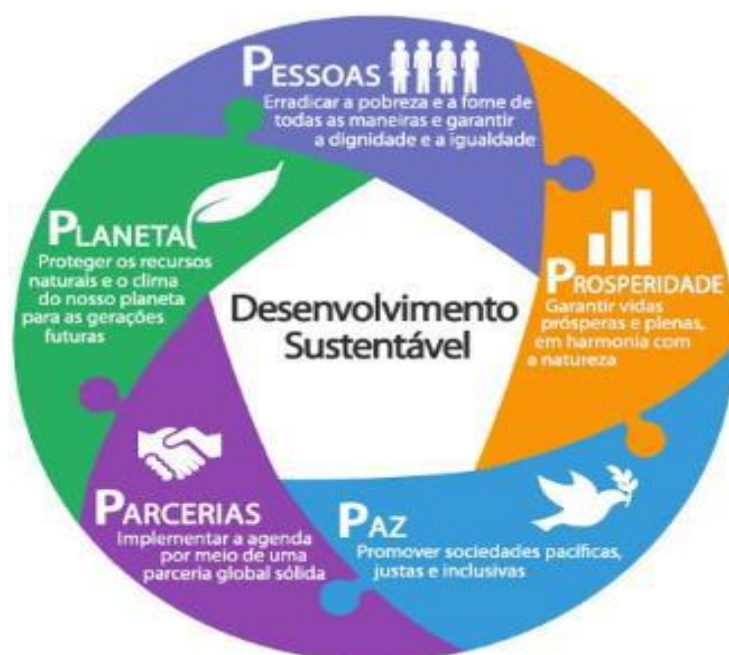 PESSOAS
Erradicar a pobreza e a fome de
todas as maneiras e garantir
a dignidade e a igualdade
PROSPERIDADE
Garantir vidas
prósperas e plenas,
em harmonia com
a natureza
PAZ
Promover sociedades pacíficas,
justas e inclusivas
PARCERIAS
Implementar a agenda
por meio de uma
parceria global sólida
PLANETA
Proteger os recursos
naturais e o clima
do nosso planeta
para as gerações
futuras
Desenvolvimento
Sustentável